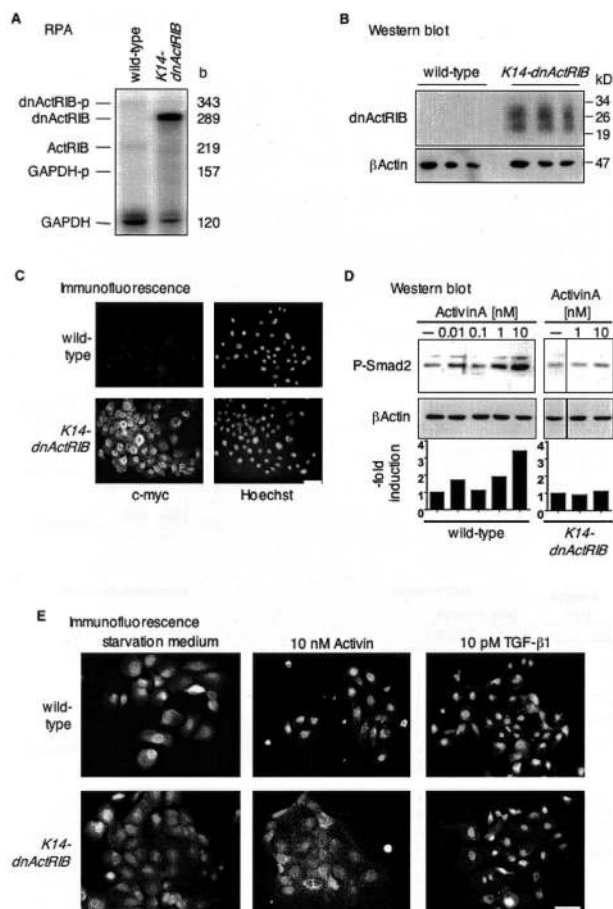 A
RPA
wild-type
K14-
dnActRIB
b
dnActRIB-p
343
dnActRIB
289
ActRIB
219
GAPDH-p
157
GAPDH
120
B
Western blot
wild-type
K14-dnActRIB
kD
dnActRIB
34
26
19
βActin
47
C
Immunofluorescence
wild-
type
K14-
dnActRIB
c-myc
Hoechst
D
Western blot
ActivinA [nM]
— 0.01 0.1 1 10
ActivinA
[nM]
— 1 10
P-Smad2
βActin
-fold
induction
4
3
2
1
0
4
3
2
1
0
wild-type
K14-
dnActRIB
E
Immunofluorescence
starvation medium
10 nM Activin
10 pM TGF-β1
wild-
type
K14-
dnActRIB